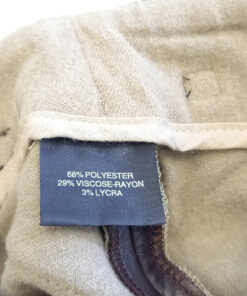 68% POLYESTER
29% VISCOSE-RAYON
3% LYCRA